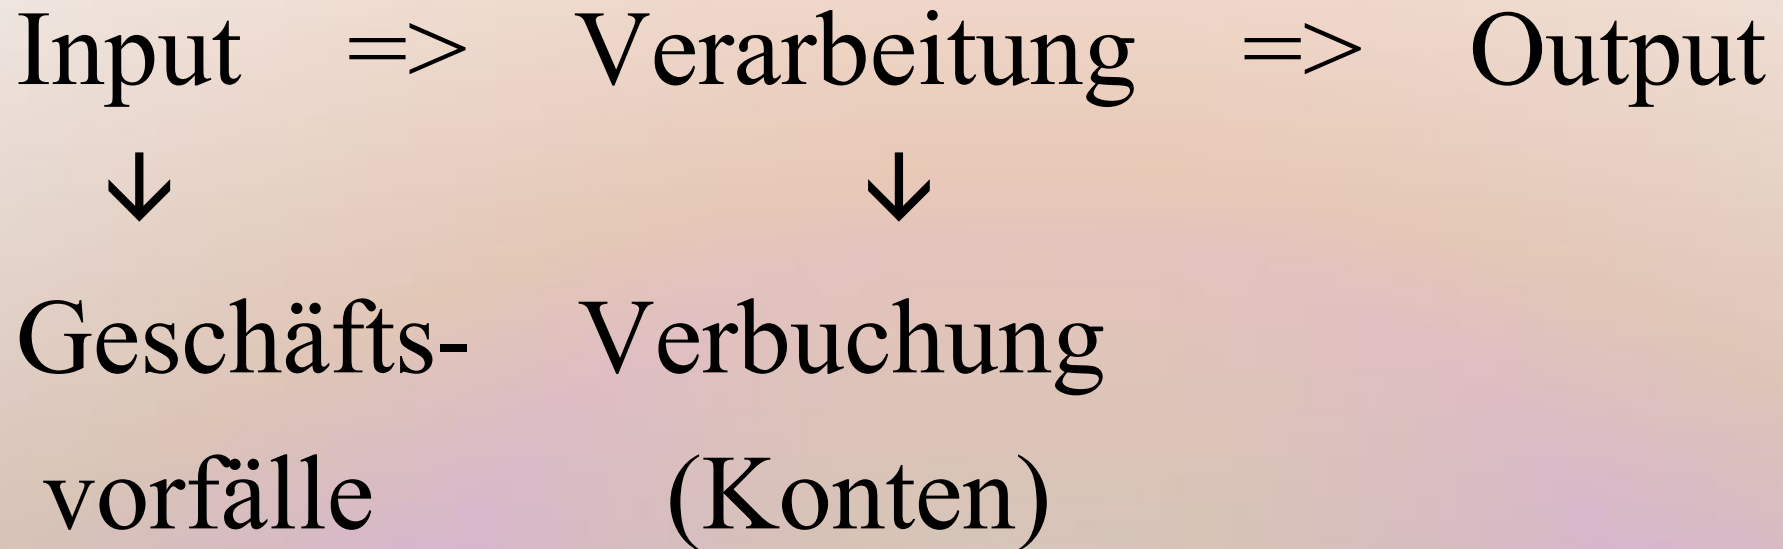 Input => Verarbeitung => Output
↓ ↓
Geschäfts- Verbuchung
vorfälle (Konten)